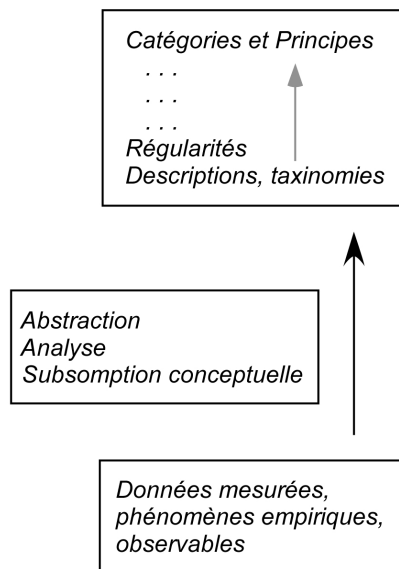 Catégories et Principes
. . .
. . .
. . .
Régularités
Descriptions, taxinomies
Abstraction
Analyse
Subsomption conceptuelle
Données mesurées,
phénomènes empiriques,
observables